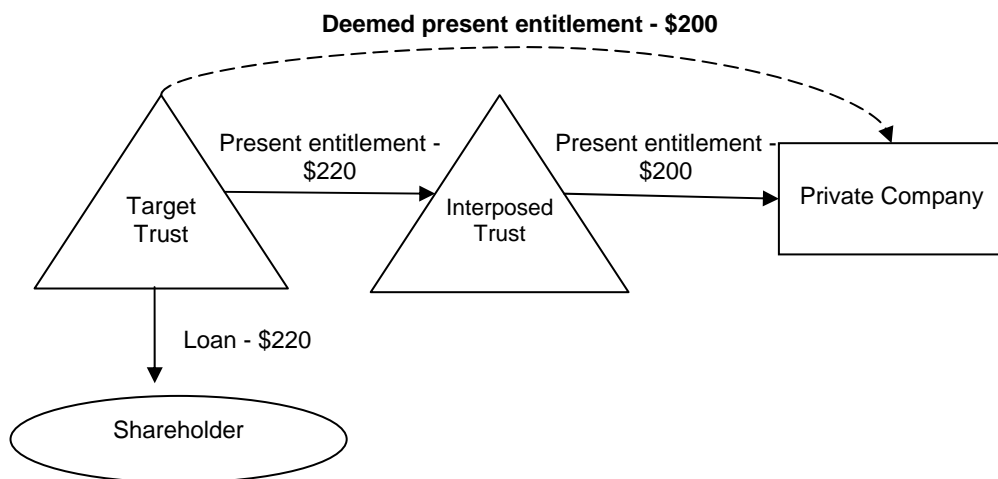 Deemed present entitlement - $200
Present entitlement -
$220
Present entitlement -
$200
Target
Trust
Interposed
Trust
Private Company
Loan - $220
Shareholder